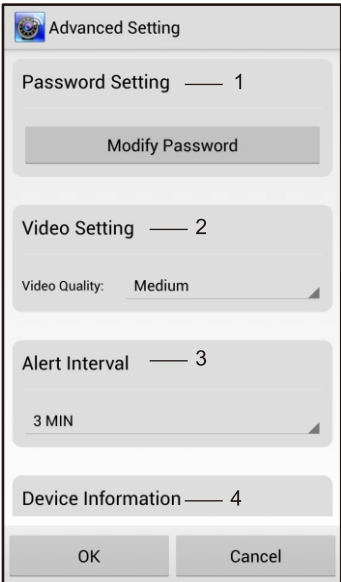 Advanced Setting
Password Setting 1
Modify Password
Video Setting 2
Video Quality: Medium
Alert Interval 3
3 MIN
Device Information 4
OK Cancel